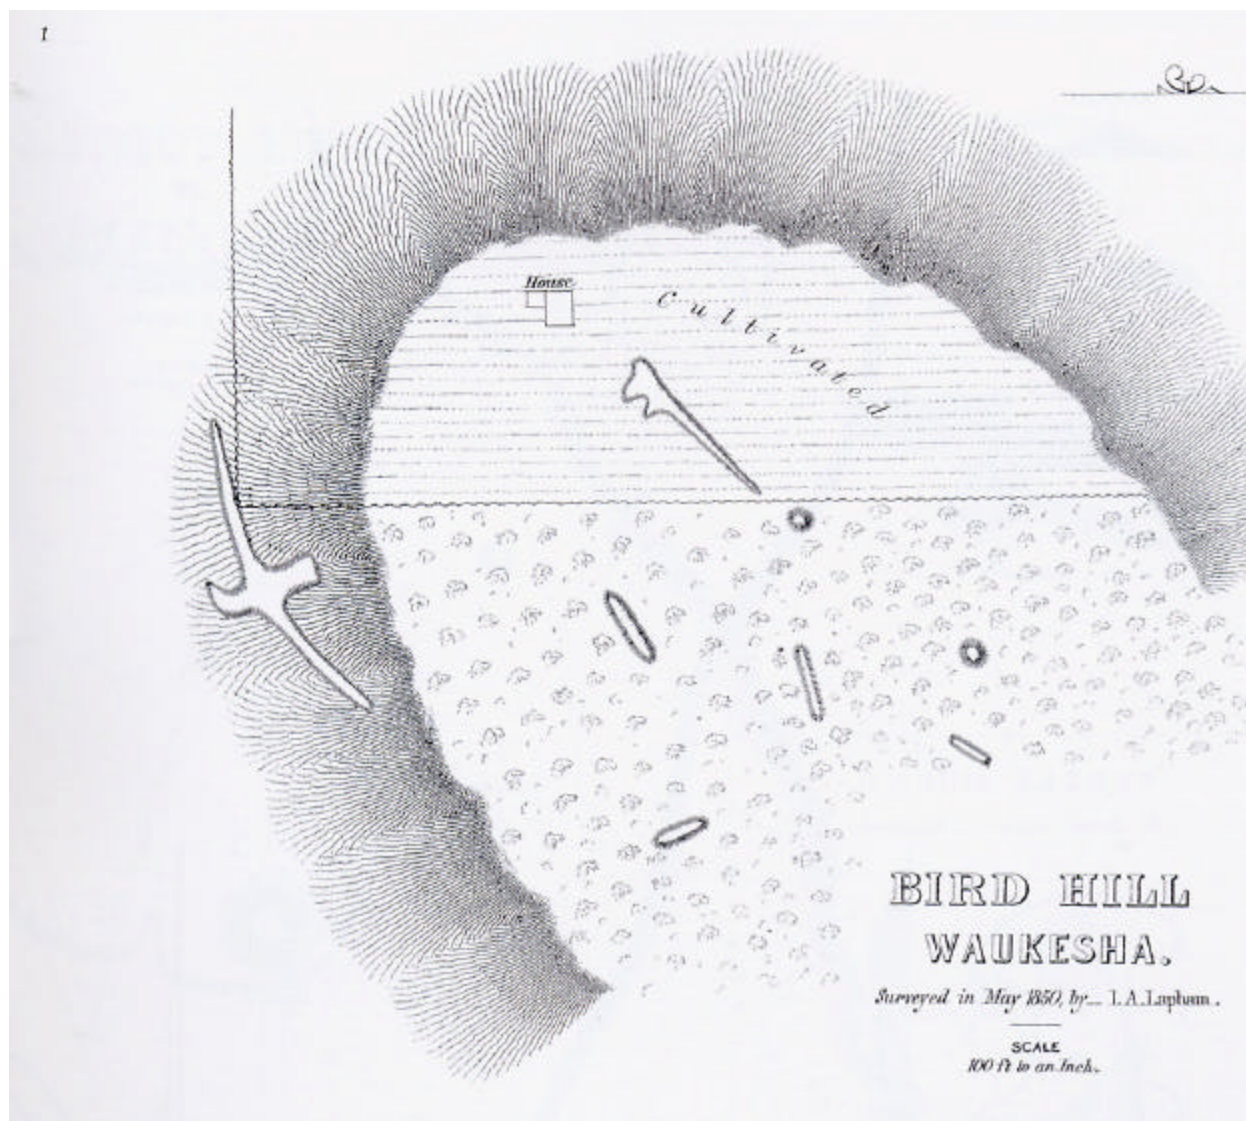 1
House
Cultivated
BIRD HILL
WAUKESHA.
Surveyed in May 1850, by I.A. Lapham.
SCALE
100 ft to an Inch.